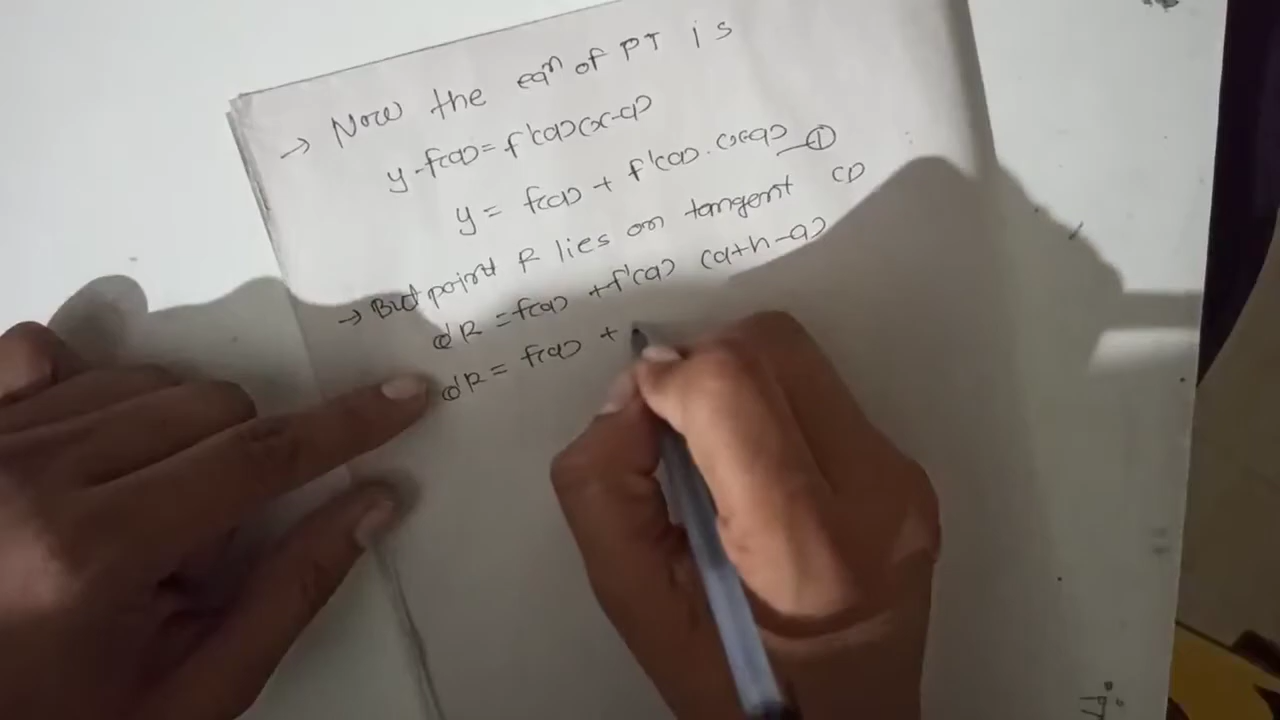 → Now the eqn of PT is
y-f(a) = f'(a)(x-a)
y = f(a) + f'(a).(x-a) — ①
→ But point R lies on tangent (1)
QR = f(a) + f'(a) (a+h-a)
QR = f(a) +